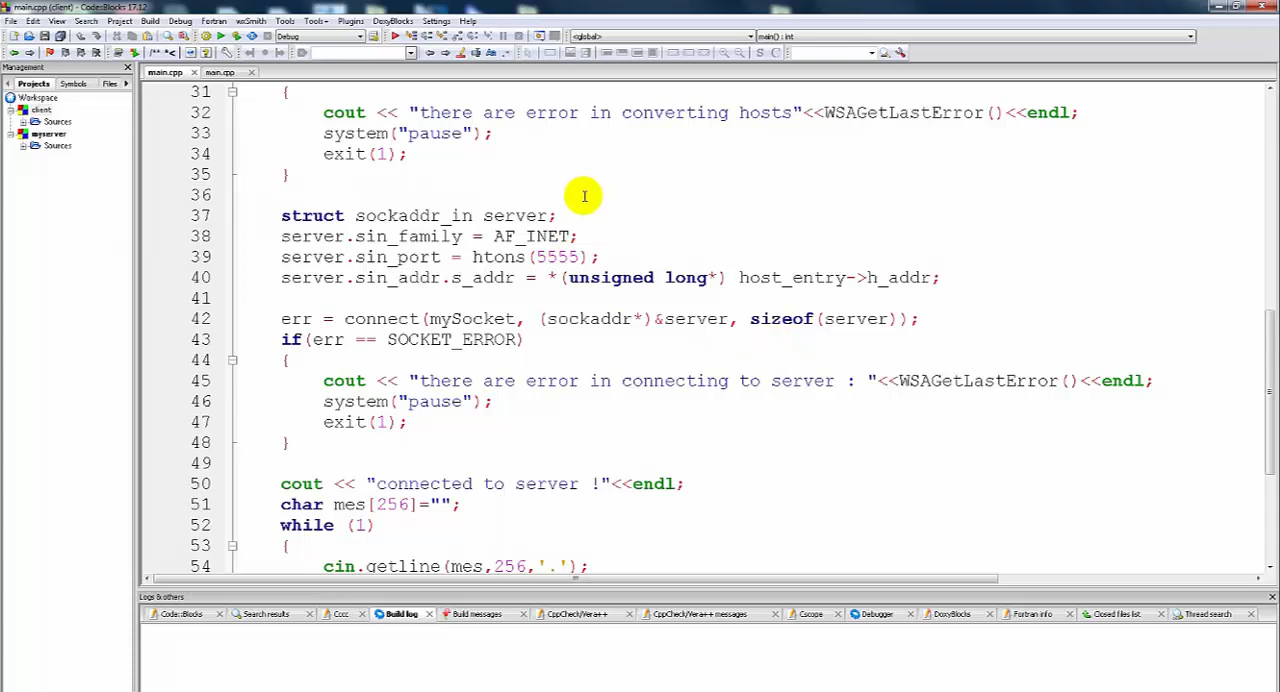 main.cpp (client) - Code::Blocks 17.12
File Edit View Search Project Build Debug Fortran wxSmith Tools Tools+ Plugins DoxyBlocks Settings Help
Debug <global> main() : int
Management
main.cpp main.cpp
Projects Symbols Files
Workspace
client
Sources
myserver
Sources
31 {
32 cout << "there are error in converting hosts"<<WSAGetLastError()<<endl;
33 system("pause");
34 exit(1);
35 }
36
37 struct sockaddr_in server;
38 server.sin_family = AF_INET;
39 server.sin_port = htons(5555);
40 server.sin_addr.s_addr = *(unsigned long*) host_entry->h_addr;
41
42 err = connect(mySocket, (sockaddr*)&server, sizeof(server));
43 if(err == SOCKET_ERROR)
44 {
45 cout << "there are error in connecting to server : "<<WSAGetLastError()<<endl;
46 system("pause");
47 exit(1);
48 }
49
50 cout << "connected to server !"<<endl;
51 char mes[256]="";
52 while (1)
53 {
54 cin.getline(mes,256,'.');
Logs & others
Code::Blocks Search results Cccc Build log Build messages CppCheck/Vera++ CppCheck/Vera++ messages Cscope Debugger DoxyBlocks Fortran info Closed files list Thread search